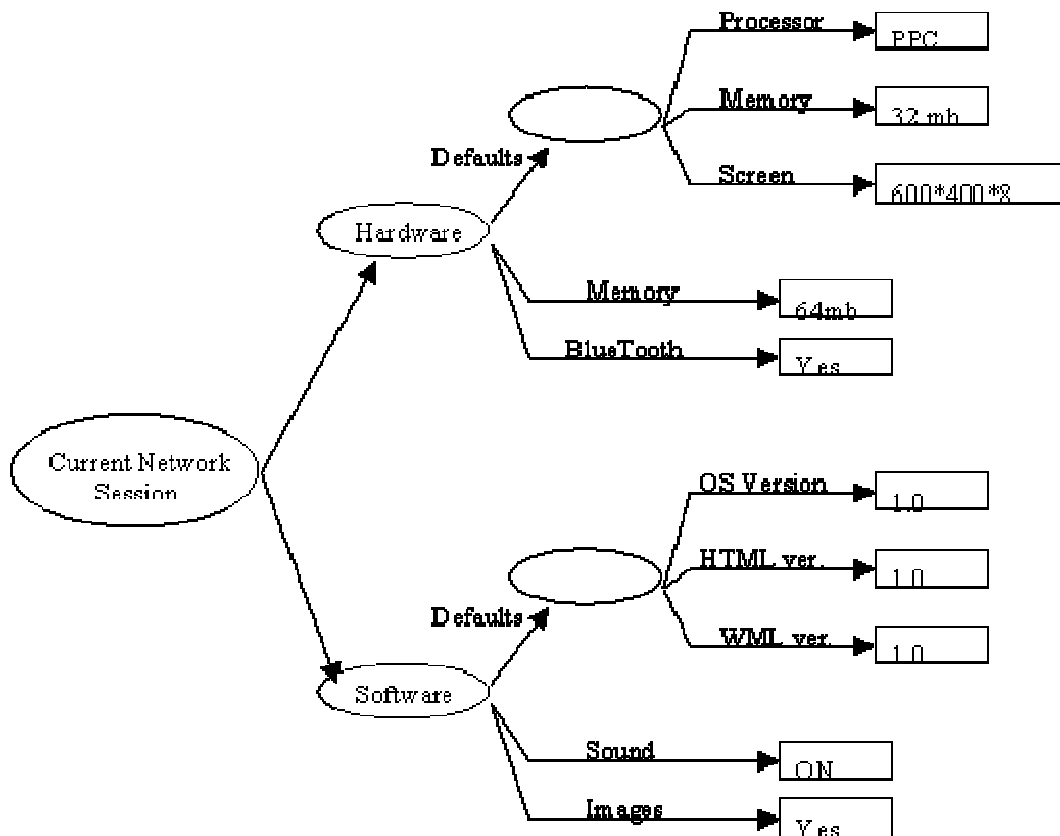 Processor
PPC
Memory
32 mb
Defaults
Screen
600*400*8
Hardware
Memory
64mb
BlueTooth
Yes
Current Network
Session
OS Version
1.0
HTML ver.
1.0
Defaults
WML ver.
1.0
Software
Sound
ON
Images
Yes